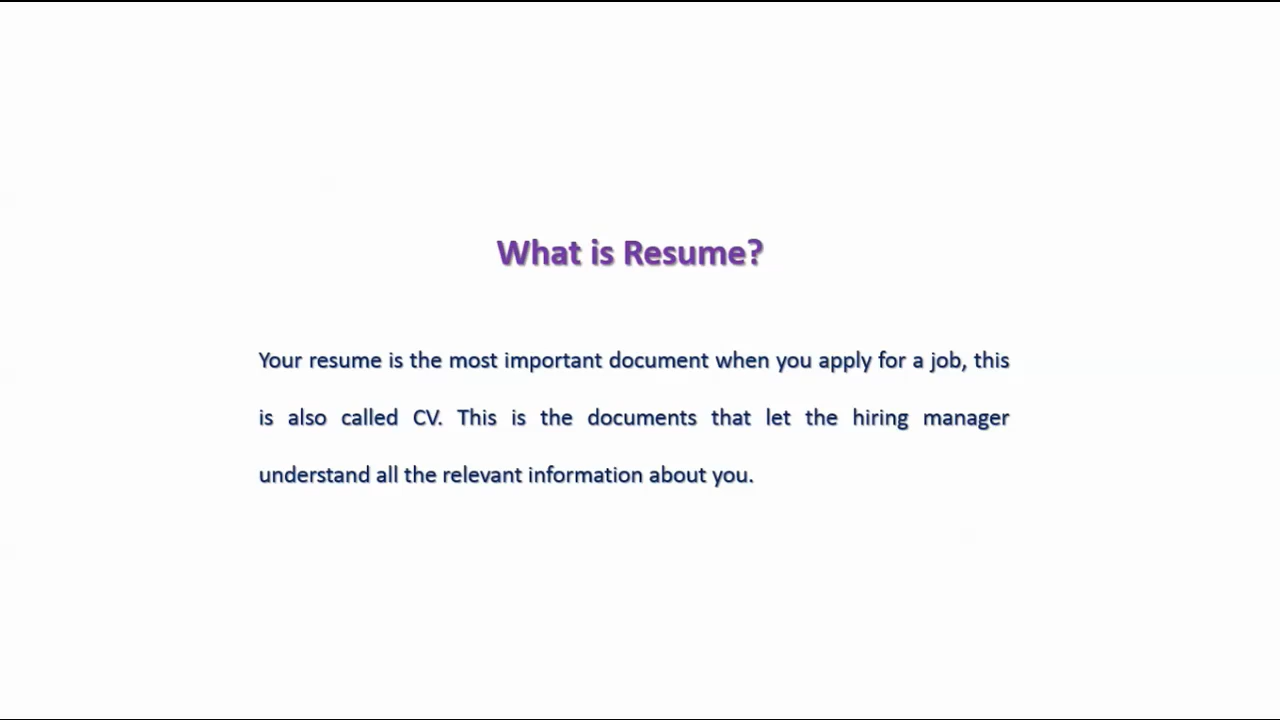 What is Resume?
Your resume is the most important document when you apply for a job, this
is also called CV. This is the documents that let the hiring manager
understand all the relevant information about you.